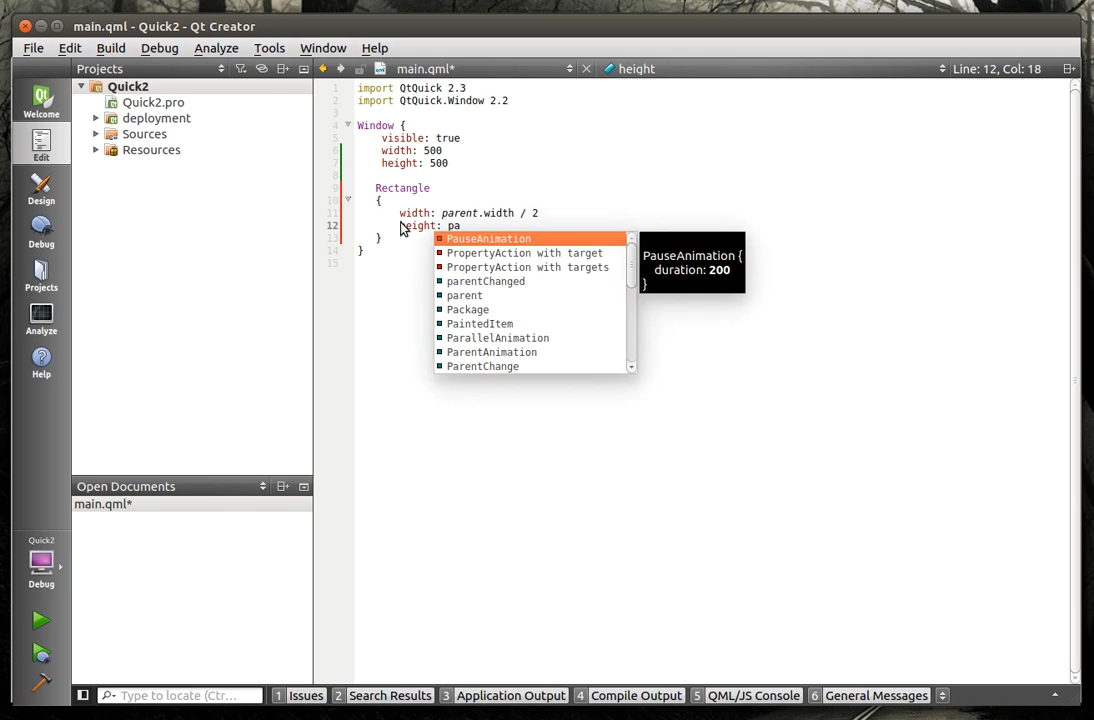 main.qml - Quick2 - Qt Creator
File Edit Build Debug Analyze Tools Window Help
Projects
main.qml*
height
Line: 12, Col: 18
Welcome
Edit
Design
Debug
Projects
Analyze
Help
Quick2
Quick2.pro
deployment
Sources
Resources
Open Documents
main.qml*
Quick2
Debug
1 import QtQuick 2.3
2 import QtQuick.Window 2.2
3
4 Window {
5 visible: true
6 width: 500
7 height: 500
8
9 Rectangle
10 {
11 width: parent.width / 2
12 height: pa
13 }
14 }
15
PauseAnimation
PropertyAction with target
PropertyAction with targets
parentChanged
parent
Package
PaintedItem
ParallelAnimation
ParentAnimation
ParentChange
PauseAnimation {
duration: 200
}
Type to locate (Ctr...
1 Issues 2 Search Results 3 Application Output 4 Compile Output 5 QML/JS Console 6 General Messages